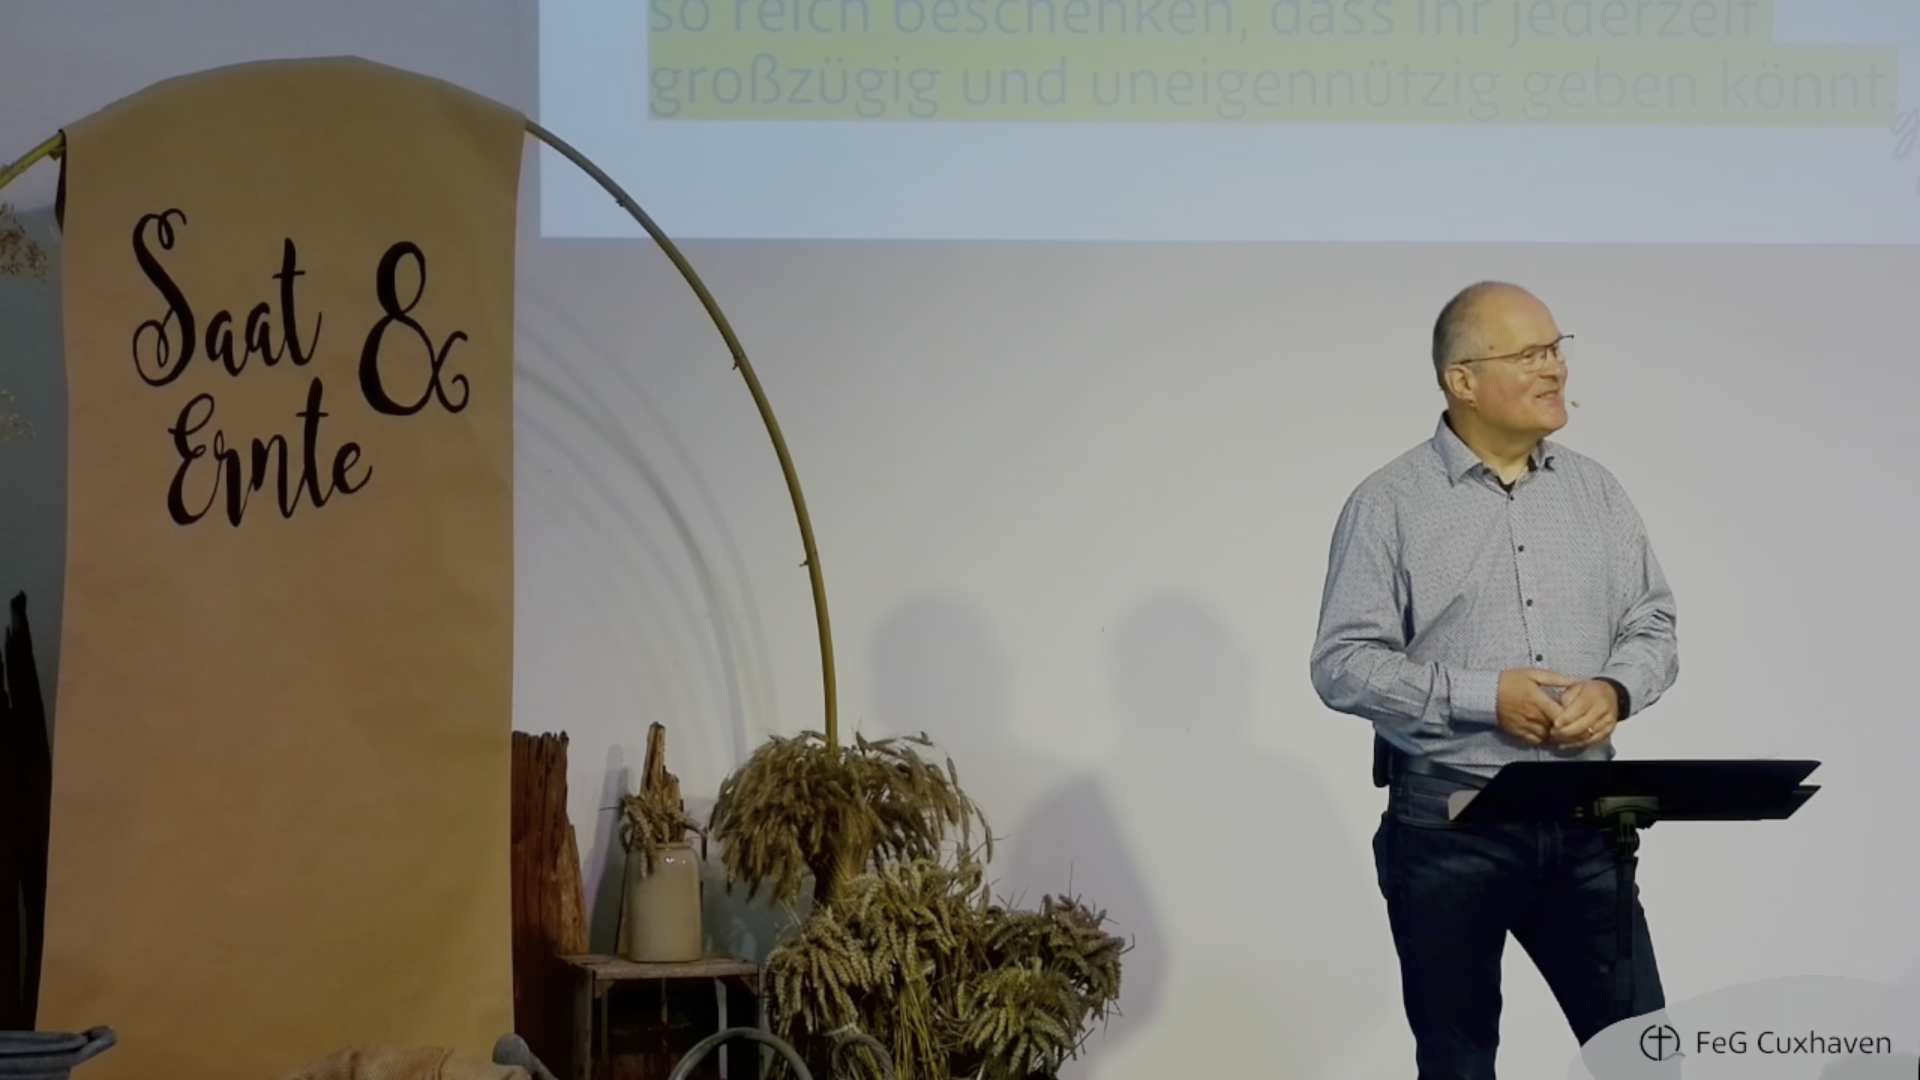 so reich beschenken, dass ihr jederzeit
großzügig und uneigennützig geben könnt.
Saat &
Ernte
FeG Cuxhaven